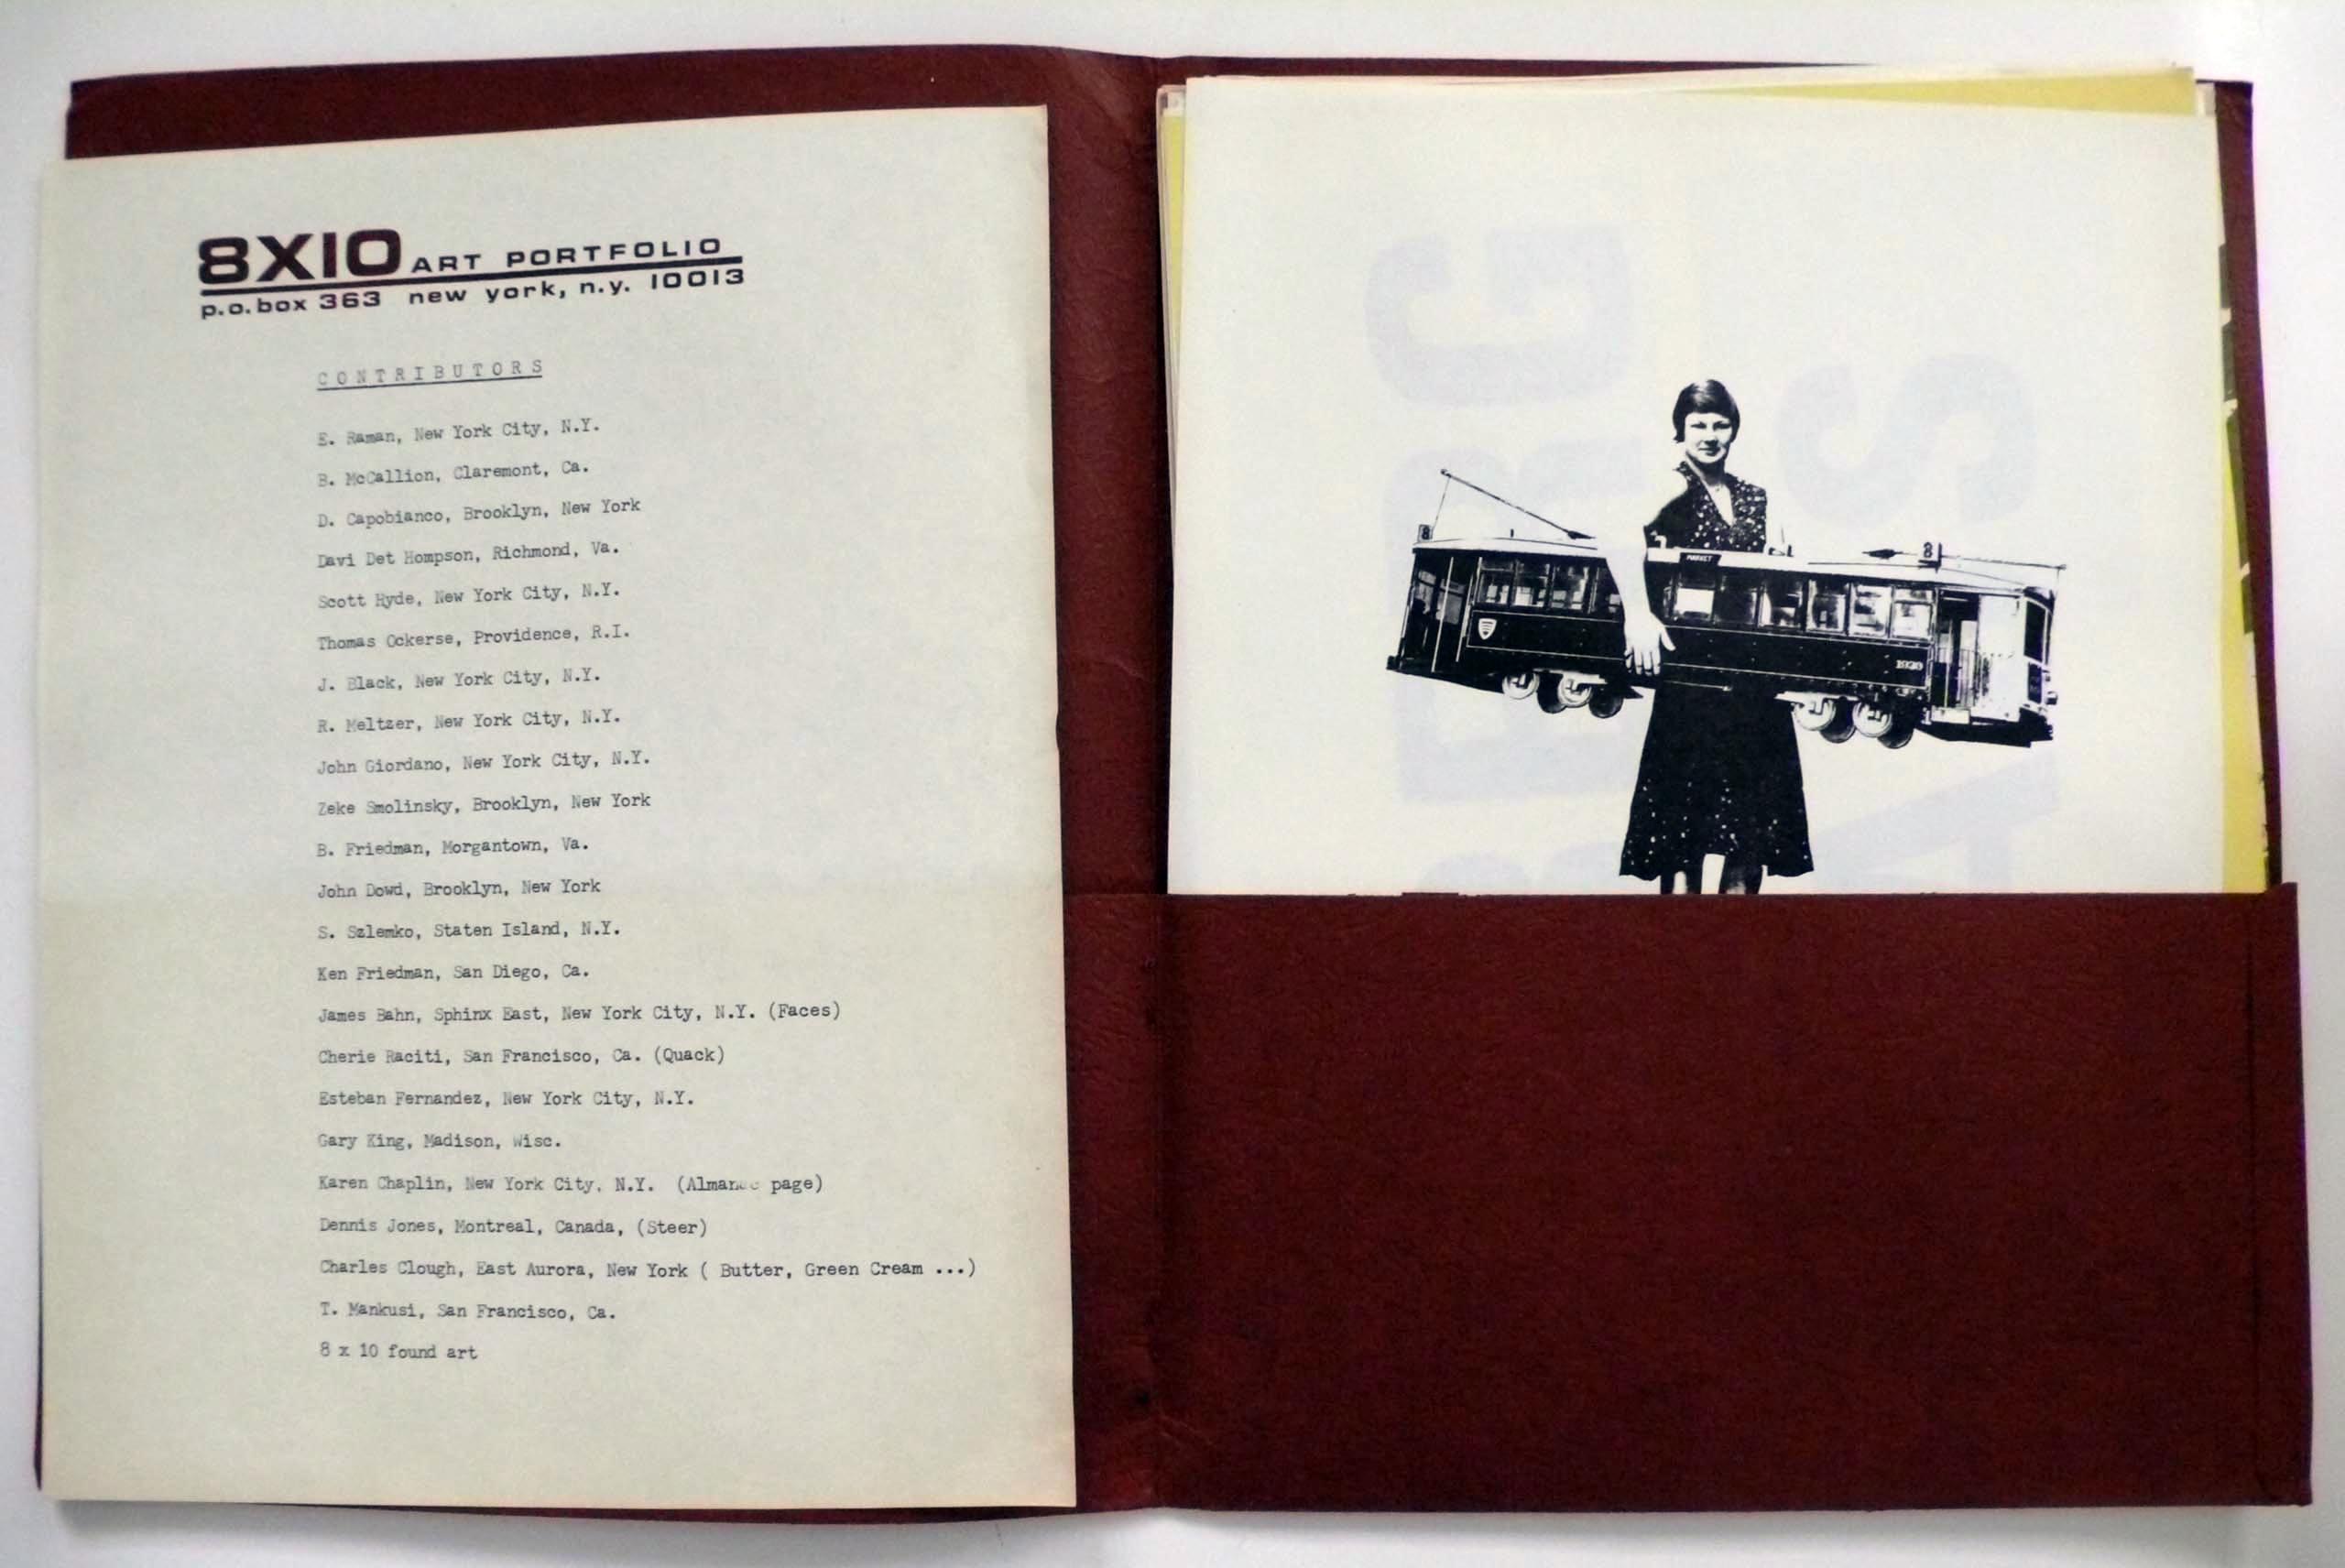 8X10 ART PORTFOLIO
p.o. box 363 new york, n.y. 10013
CONTRIBUTORS
E. Raman, New York City, N.Y.
B. McCallion, Claremont, Ca.
D. Capobianco, Brooklyn, New York
Davi Det Hompson, Richmond, Va.
Scott Hyde, New York City, N.Y.
Thomas Ockerse, Providence, R.I.
J. Black, New York City, N.Y.
R. Meltzer, New York City, N.Y.
John Giordano, New York City, N.Y.
Zeke Smolinsky, Brooklyn, New York
B. Friedman, Morgantown, Va.
John Dowd, Brooklyn, New York
S. Szlemko, Staten Island, N.Y.
Ken Friedman, San Diego, Ca.
James Bahn, Sphinx East, New York City, N.Y. (Faces)
Cherie Raciti, San Francisco, Ca. (Quack)
Esteban Fernandez, New York City, N.Y.
Gary King, Madison, Wisc.
Karen Chaplin, New York City, N.Y. (Almanac page)
Dennis Jones, Montreal, Canada, (Steer)
Charles Clough, East Aurora, New York ( Butter, Green Cream ...)
T. Mankusi, San Francisco, Ca.
8 x 10 found art
8
8
MARKET